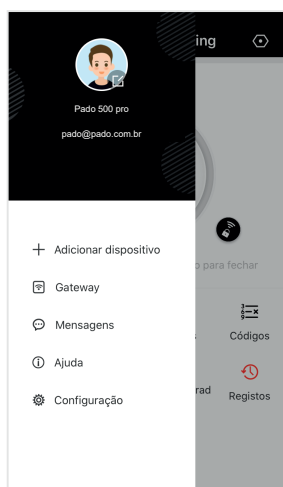 ing
Pado 500 pro
pado@pado.com.br
Adicionar dispositivo
Gateway
Mensagens
Ajuda
Configuração
o para fechar
s
Códigos
rad
Registos